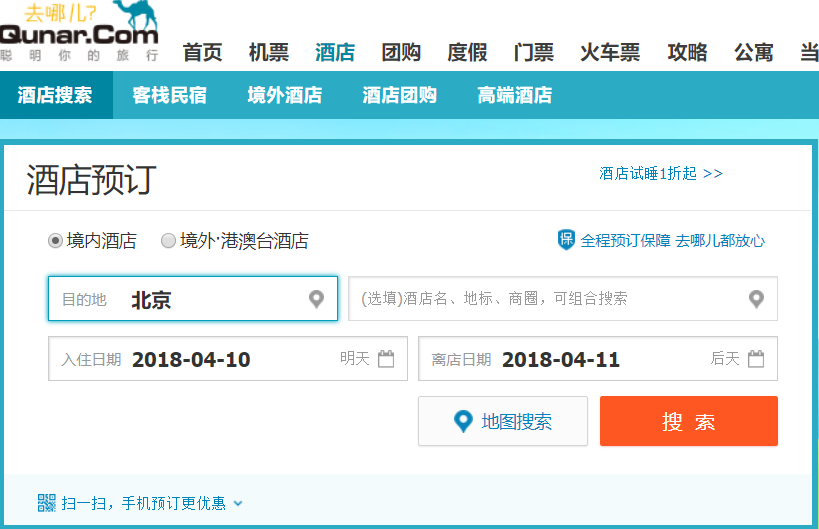 去哪儿?
Qunar.Com
聪明你的旅行
首页 机票 酒店 团购 度假 门票 火车票 攻略 公寓 当
酒店搜索 客栈民宿 境外酒店 酒店团购 高端酒店
酒店预订 酒店试睡1折起 >>
境内酒店 境外·港澳台酒店 保 全程预订保障 去哪儿都放心
目的地 北京 (选填)酒店名、地标、商圈，可组合搜索
入住日期 2018-04-10 明天 离店日期 2018-04-11 后天
地图搜索 搜 索
扫一扫，手机预订更优惠